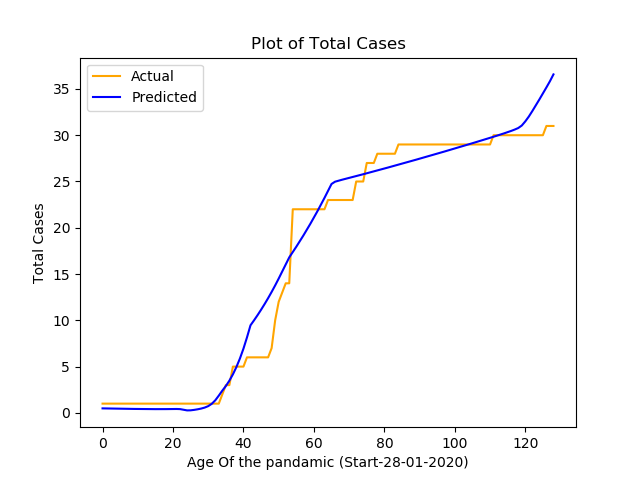 Plot of Total Cases
Actual
Predicted
Total Cases
35
30
25
20
15
10
5
0
0 20 40 60 80 100 120
Age Of the pandamic (Start-28-01-2020)